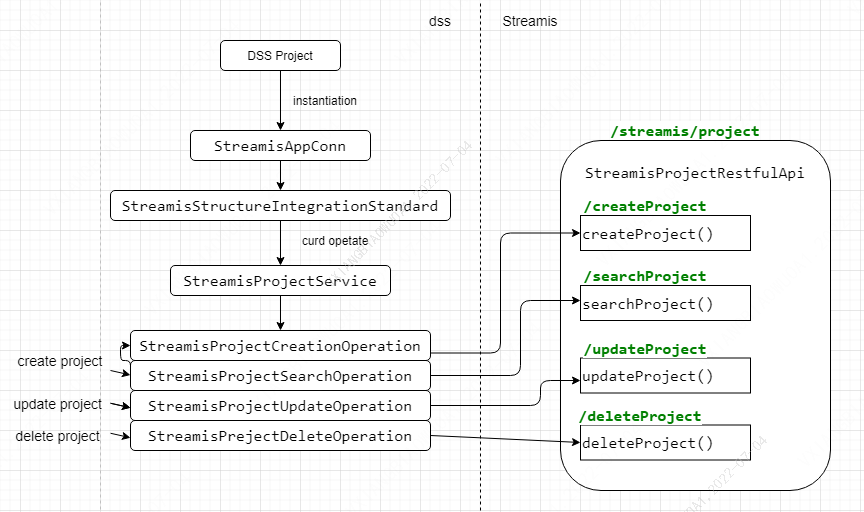 dss
Streamis
DSS Project
instantiation
StreamisAppConn
StreamisStructureIntegrationStandard
curd opetate
StreamisProjectService
StreamisProjectCreationOperation
create project
StreamisProjectSearchOperation
update project
StreamisProjectUpdateOperation
delete project
StreamisPrejectDeleteOperation
/streamis/project
StreamisProjectRestfulApi
/createProject
createProject()
/searchProject
searchProject()
/updateProject
updateProject()
/deleteProject
deleteProject()